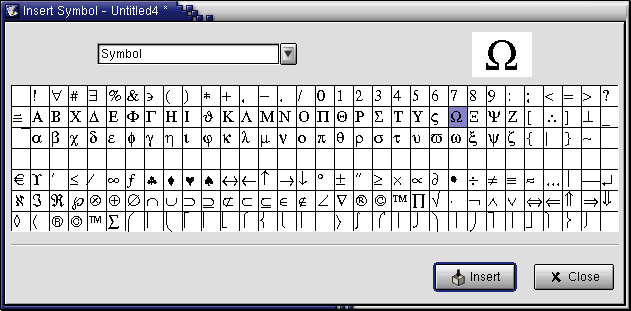 Insert Symbol - Untitled4 *
Symbol
Ω
! ∀ # ∃ % & ϶ ( ) * + , - . / 0 1 2 3 4 5 6 7 8 9 : ; < = > ?
≅ Α Β Χ Δ Ε Φ Γ Η Ι ϑ Κ Λ Μ Ν Ο Π Θ Ρ Σ Τ Υ ς Ω Ξ Ψ Ζ [ ∴ ] ⊥ _
α β χ δ ε φ γ η ι φ κ λ μ ν ο π θ ρ σ τ υ ϖ ω ξ ψ ζ { | } ~
€ ϒ ′ ≤ ⁄ ∞ ƒ ♣ ♦ ♥ ♠ ↔ ← ↑ → ↓ ° ± ″ ≥ × ∝ ∂ • ÷ ≠ ≡ ≈ … | — ↵
ℵ ℑ ℜ ℘ ⊗ ⊕ ∅ ∩ ∪ ⊃ ⊇ ⊄ ⊂ ⊆ ∈ ∉ ∠ ∇ ® © ™ ∏ √ ⋅ ¬ ∧ ∨ ⇔ ⇐ ⇑ ⇒ ⇓
◊ 〈 ® © ™ ∑
Insert
Close